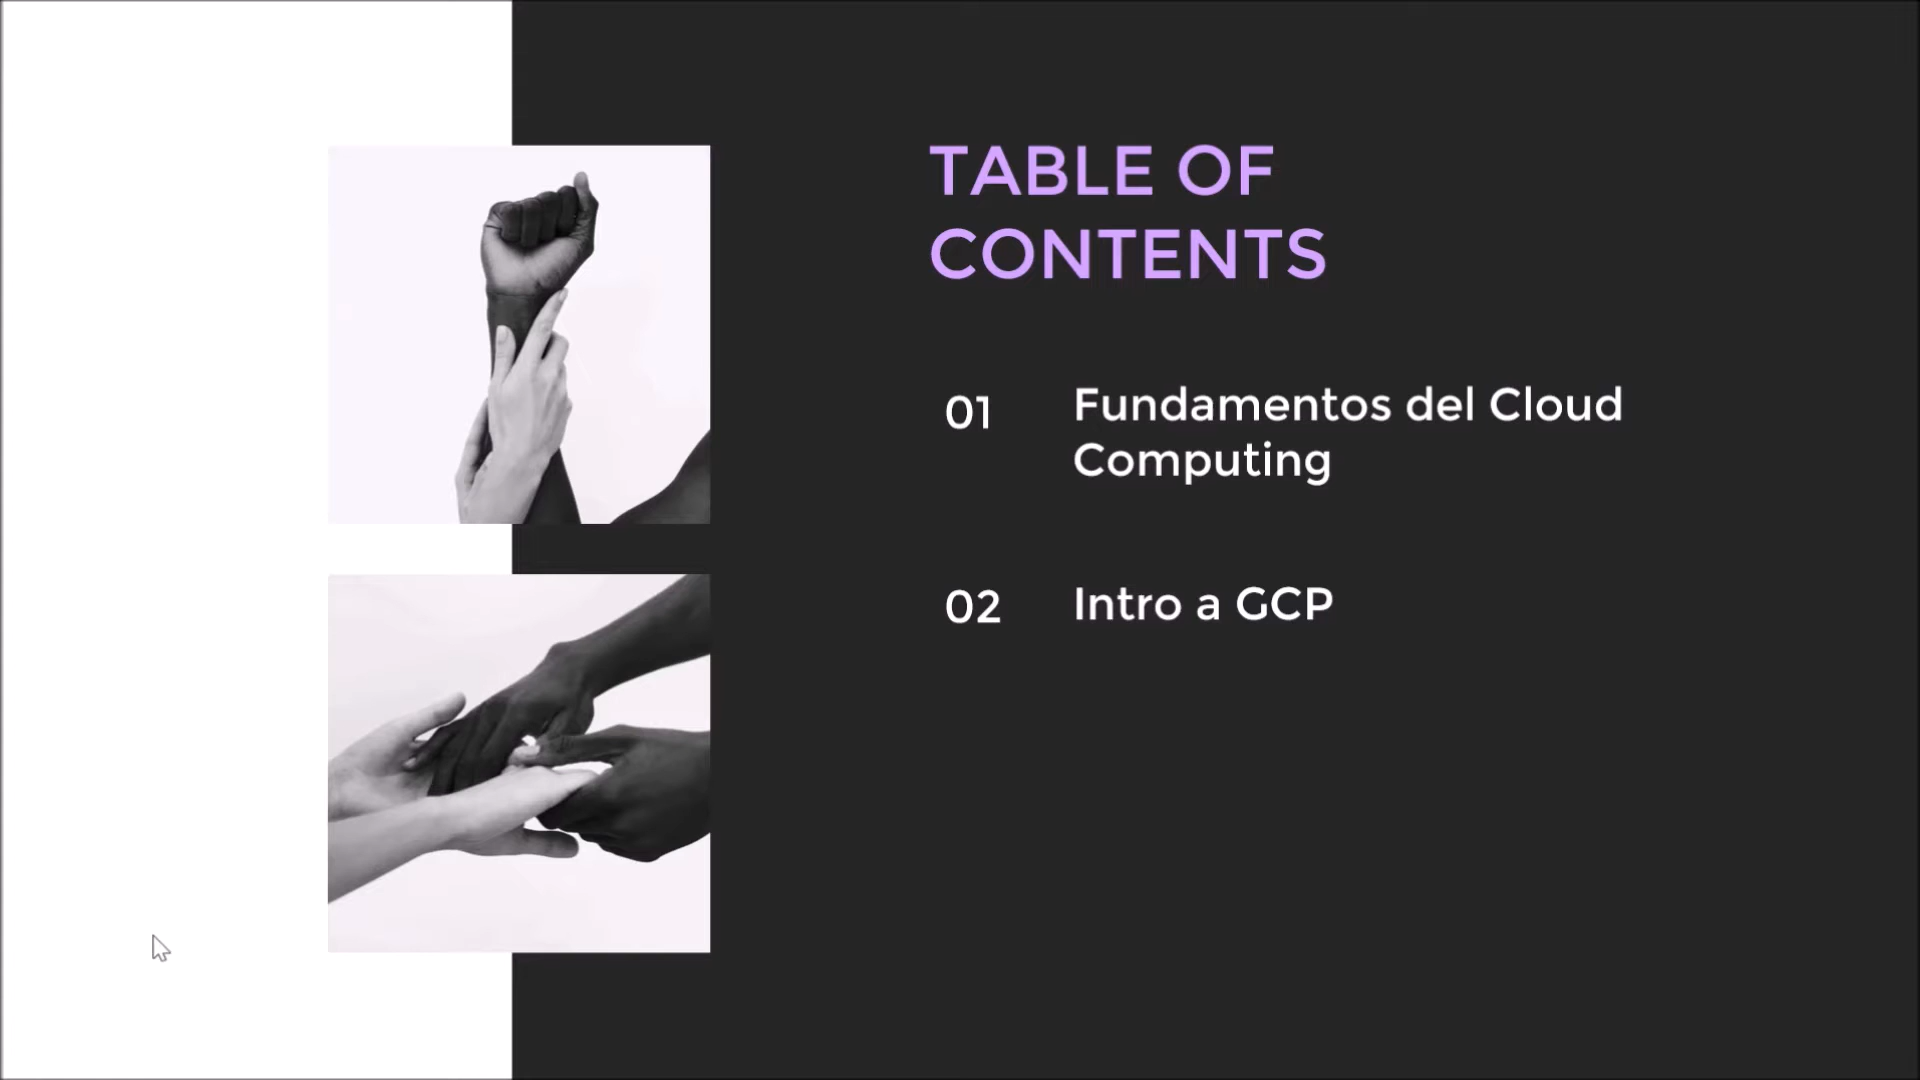 TABLE OF
CONTENTS
01
Fundamentos del Cloud
Computing
02
Intro a GCP